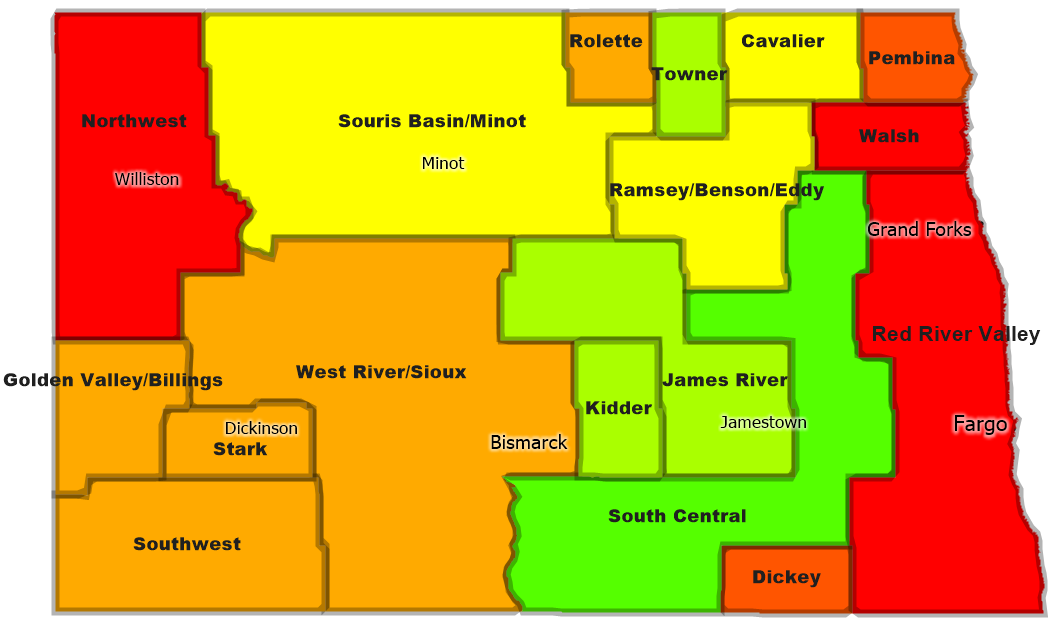 Rolette
Cavalier
Pembina
Towner
Northwest
Souris Basin/Minot
Walsh
Minot
Williston
Ramsey/Benson/Eddy
Grand Forks
Red River Valley
Golden Valley/Billings
West River/Sioux
James River
Kidder
Dickinson
Jamestown
Fargo
Stark
Bismarck
South Central
Southwest
Dickey